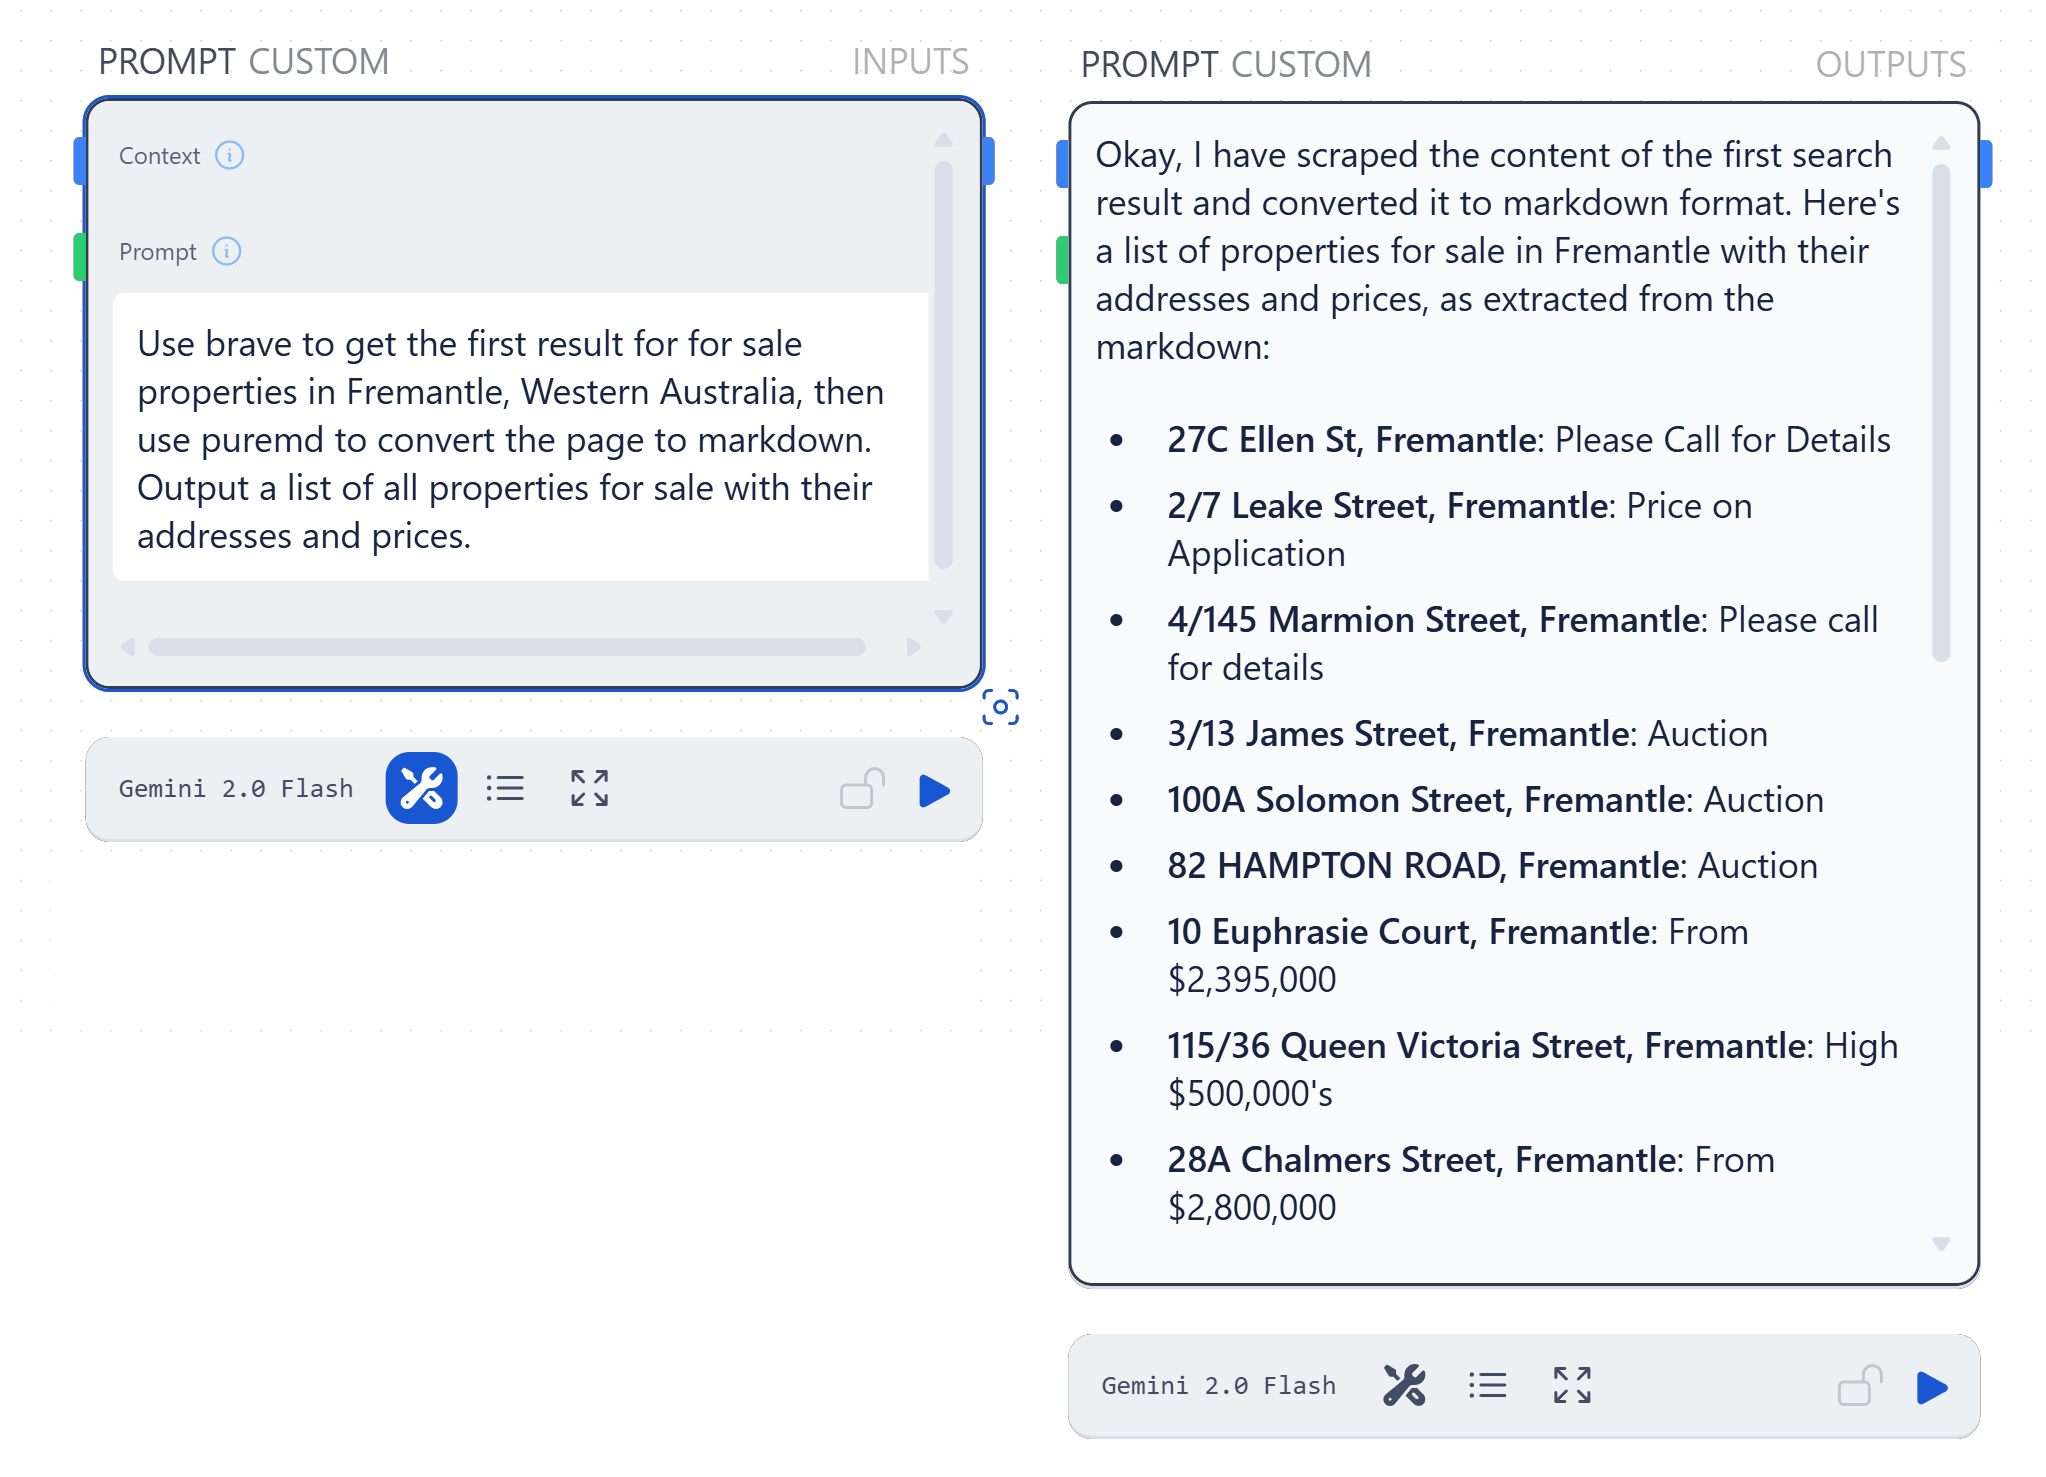 PROMPT CUSTOM
INPUTS
Context
Prompt
Use brave to get the first result for for sale
properties in Fremantle, Western Australia, then
use puremd to convert the page to markdown.
Output a list of all properties for sale with their
addresses and prices.
Gemini 2.0 Flash
PROMPT CUSTOM
OUTPUTS
Okay, I have scraped the content of the first search
result and converted it to markdown format. Here's
a list of properties for sale in Fremantle with their
addresses and prices, as extracted from the
markdown:
• 27C Ellen St, Fremantle: Please Call for Details
• 2/7 Leake Street, Fremantle: Price on
Application
• 4/145 Marmion Street, Fremantle: Please call
for details
• 3/13 James Street, Fremantle: Auction
• 100A Solomon Street, Fremantle: Auction
• 82 HAMPTON ROAD, Fremantle: Auction
• 10 Euphrasie Court, Fremantle: From
$2,395,000
• 115/36 Queen Victoria Street, Fremantle: High
$500,000's
• 28A Chalmers Street, Fremantle: From
$2,800,000
Gemini 2.0 Flash